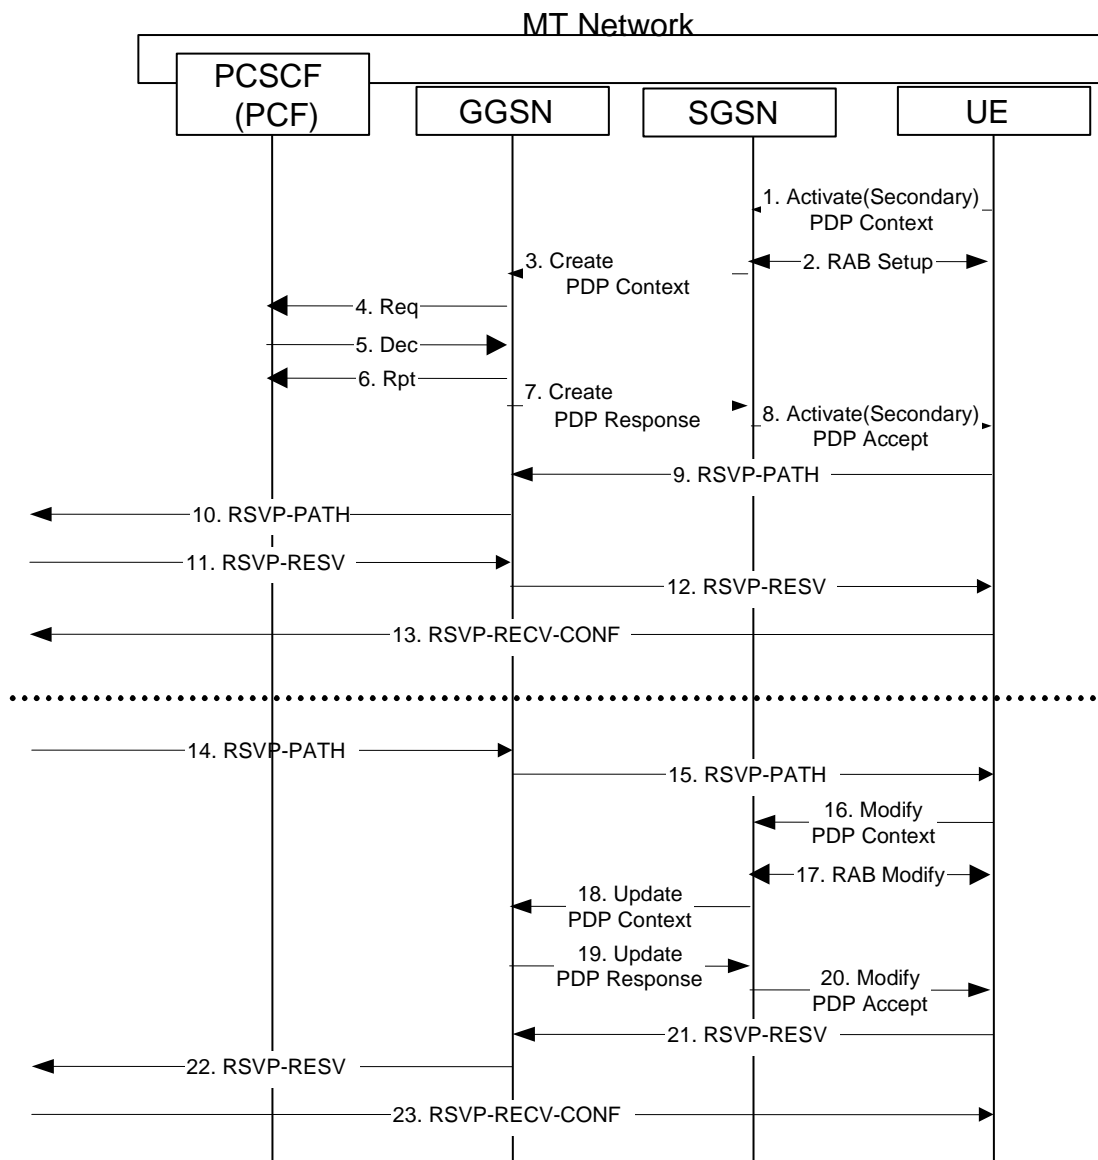 MT Network
PCSCF
(PCF)
GGSN
SGSN
UE
1. Activate(Secondary)
PDP Context
2. RAB Setup
3. Create
PDP Context
4. Req
5. Dec
6. Rpt
7. Create
PDP Response
8. Activate(Secondary)
PDP Accept
9. RSVP-PATH
10. RSVP-PATH
11. RSVP-RESV
12. RSVP-RESV
13. RSVP-RECV-CONF
14. RSVP-PATH
15. RSVP-PATH
16. Modify
PDP Context
17. RAB Modify
18. Update
PDP Context
19. Update
PDP Response
20. Modify
PDP Accept
21. RSVP-RESV
22. RSVP-RESV
23. RSVP-RECV-CONF